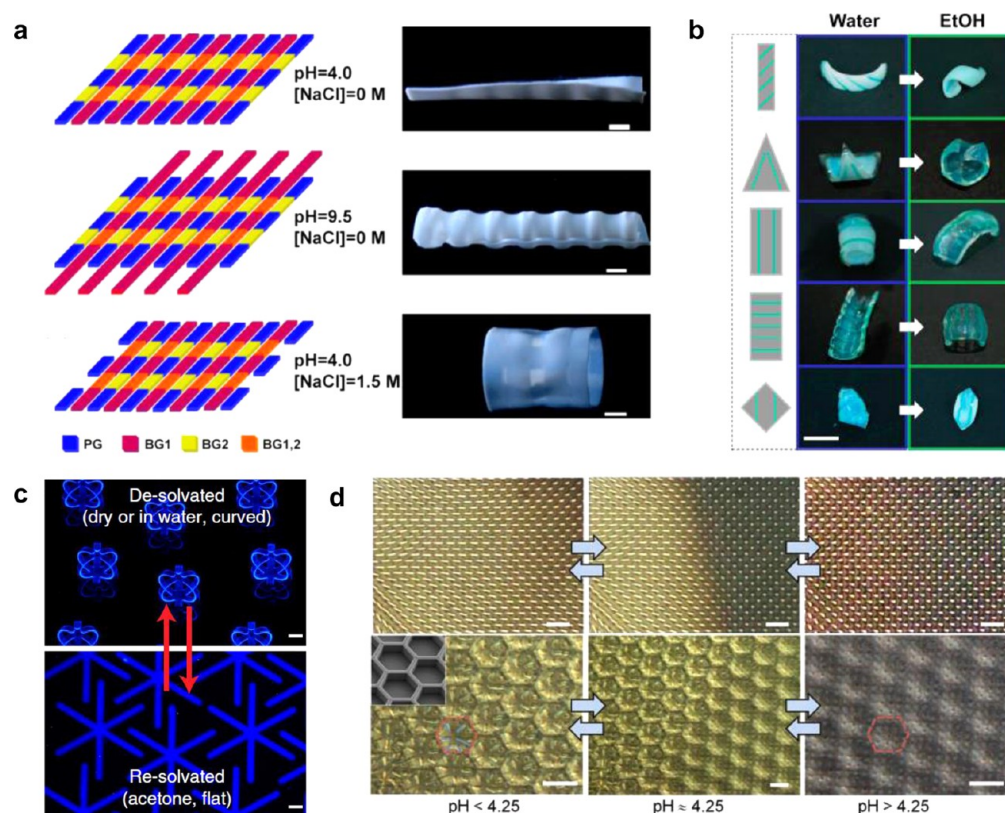 a
pH=4.0
[NaCl]=0 M
pH=9.5
[NaCl]=0 M
pH=4.0
[NaCl]=1.5 M
PG BG1 BG2 BG1,2
b
Water EtOH
c
De-solvated
(dry or in water, curved)
Re-solvated
(acetone, flat)
d
pH < 4.25 pH ≈ 4.25 pH > 4.25